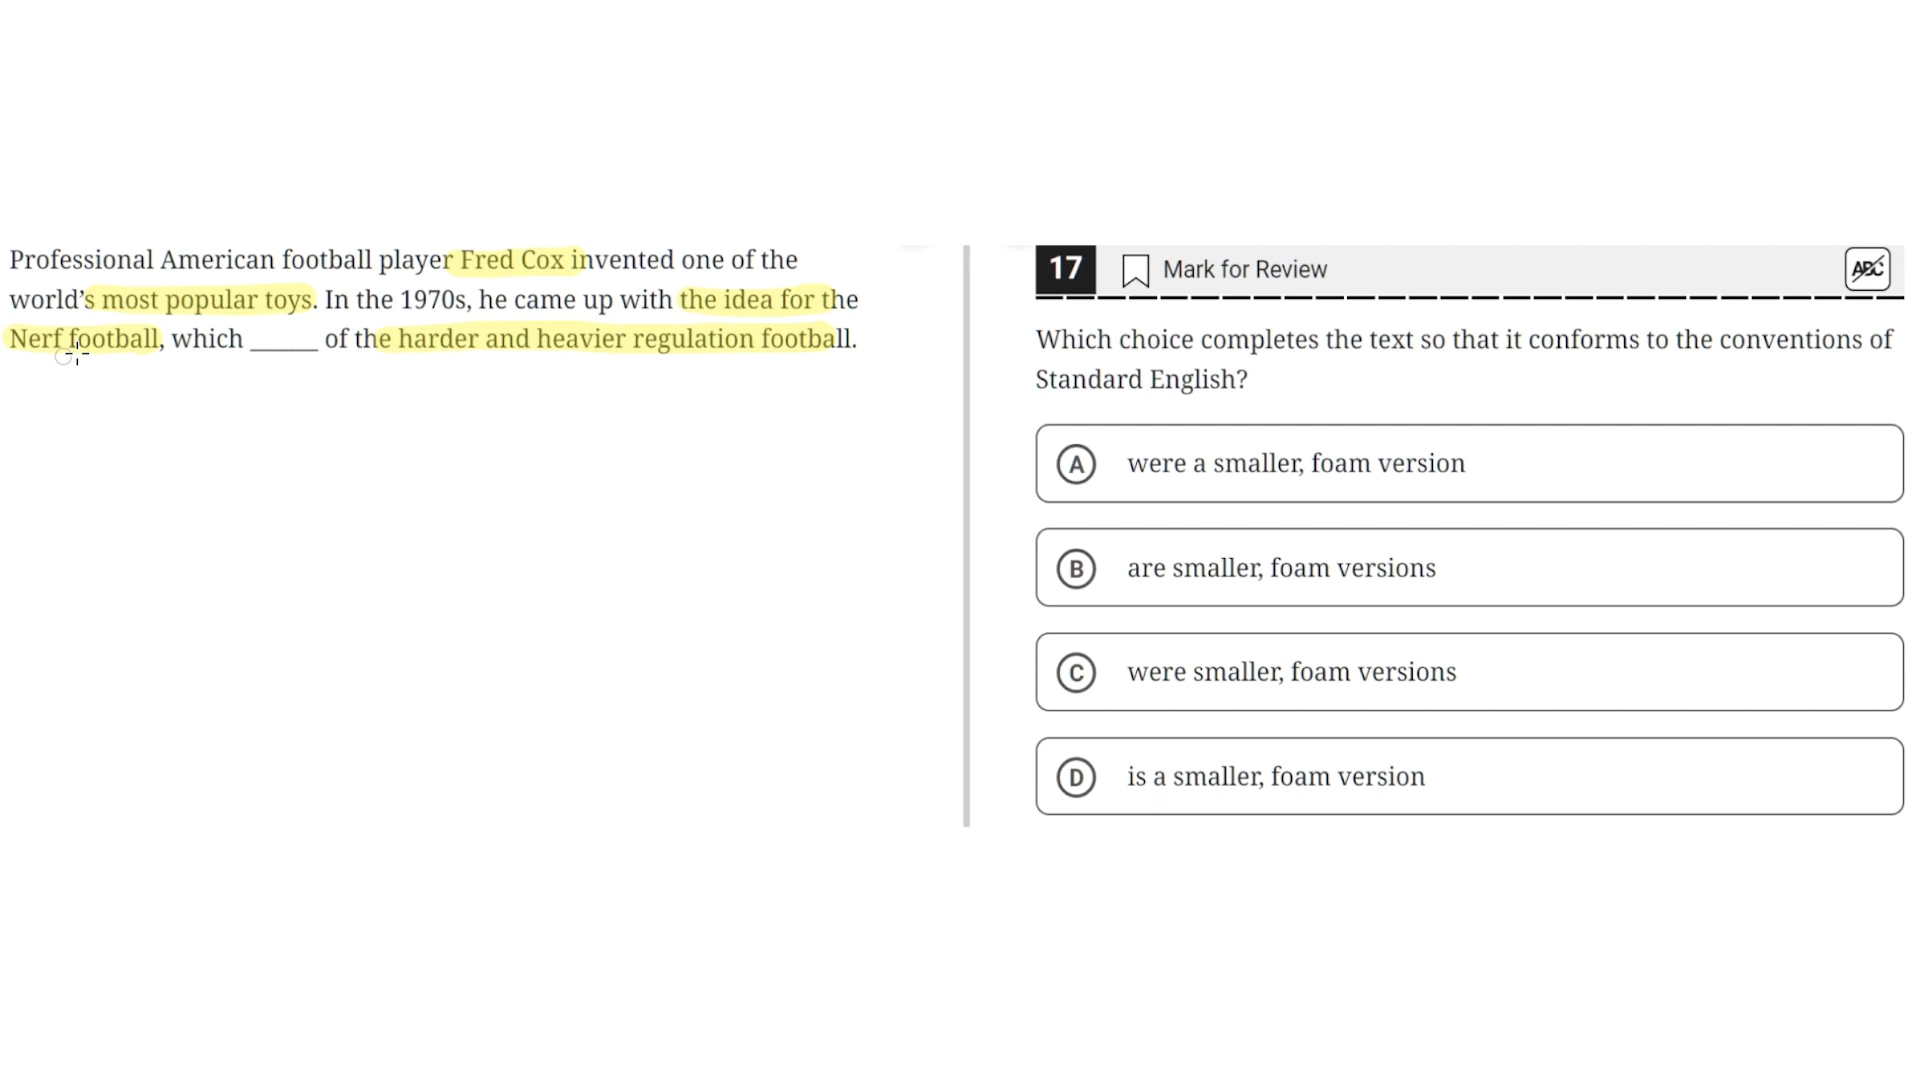 Professional American football player Fred Cox invented one of the
world’s most popular toys. In the 1970s, he came up with the idea for the
Nerf football, which ______ of the harder and heavier regulation football.
17 Mark for Review ABC
Which choice completes the text so that it conforms to the conventions of
Standard English?
A were a smaller, foam version
B are smaller, foam versions
C were smaller, foam versions
D is a smaller, foam version